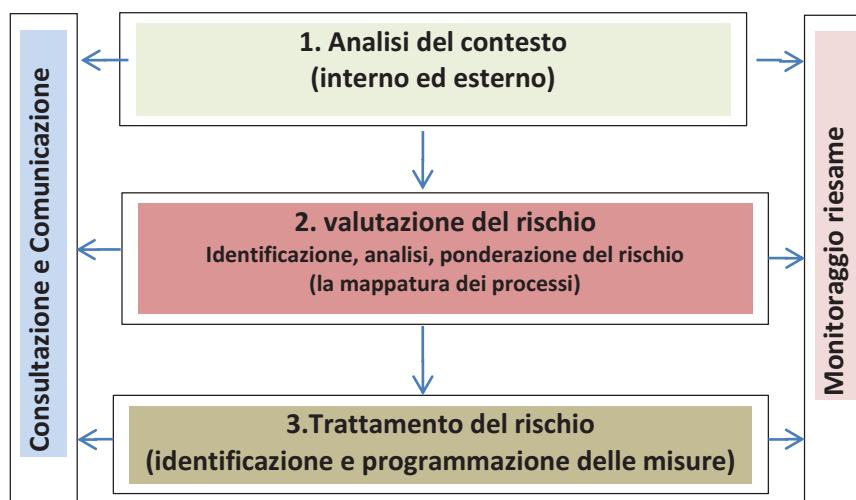 Consultazione e Comunicazione
1. Analisi del contesto
(interno ed esterno)
2. valutazione del rischio
Identificazione, analisi, ponderazione del rischio
(la mappatura dei processi)
3.Trattamento del rischio
(identificazione e programmazione delle misure)
Monitoraggio riesame